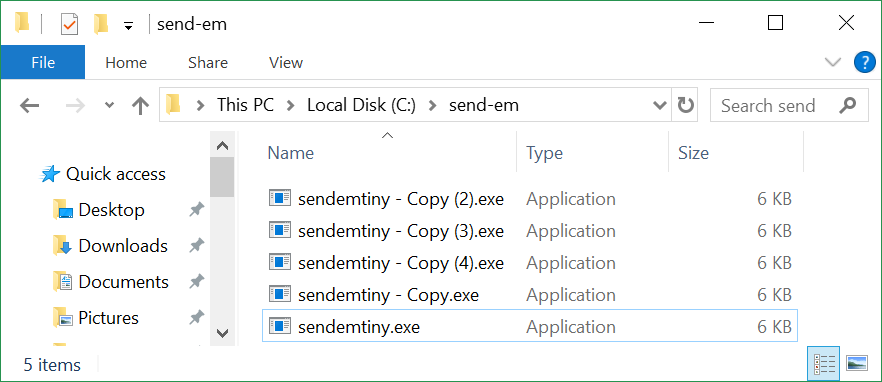 send-em
File Home Share View
This PC Local Disk (C:) send-em Search send
Name Type Size
Quick access
Desktop
Downloads
Documents
Pictures
sendemtiny - Copy (2).exe Application 6 KB
sendemtiny - Copy (3).exe Application 6 KB
sendemtiny - Copy (4).exe Application 6 KB
sendemtiny - Copy.exe Application 6 KB
sendemtiny.exe Application 6 KB
5 items